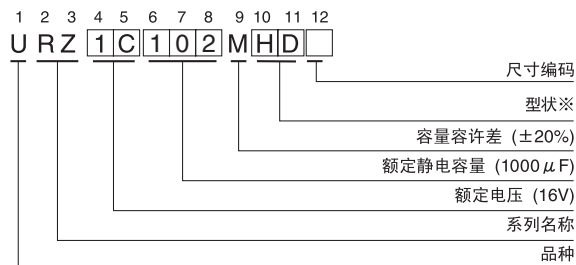 1 2 3 4 5 6 7 8 9 10 11 12
U R Z 1 C 1 0 2 M H D
尺寸编码
型状※
容量容许差 (±20%)
额定静电容量 (1000μF)
额定电压 (16V)
系列名称
品种